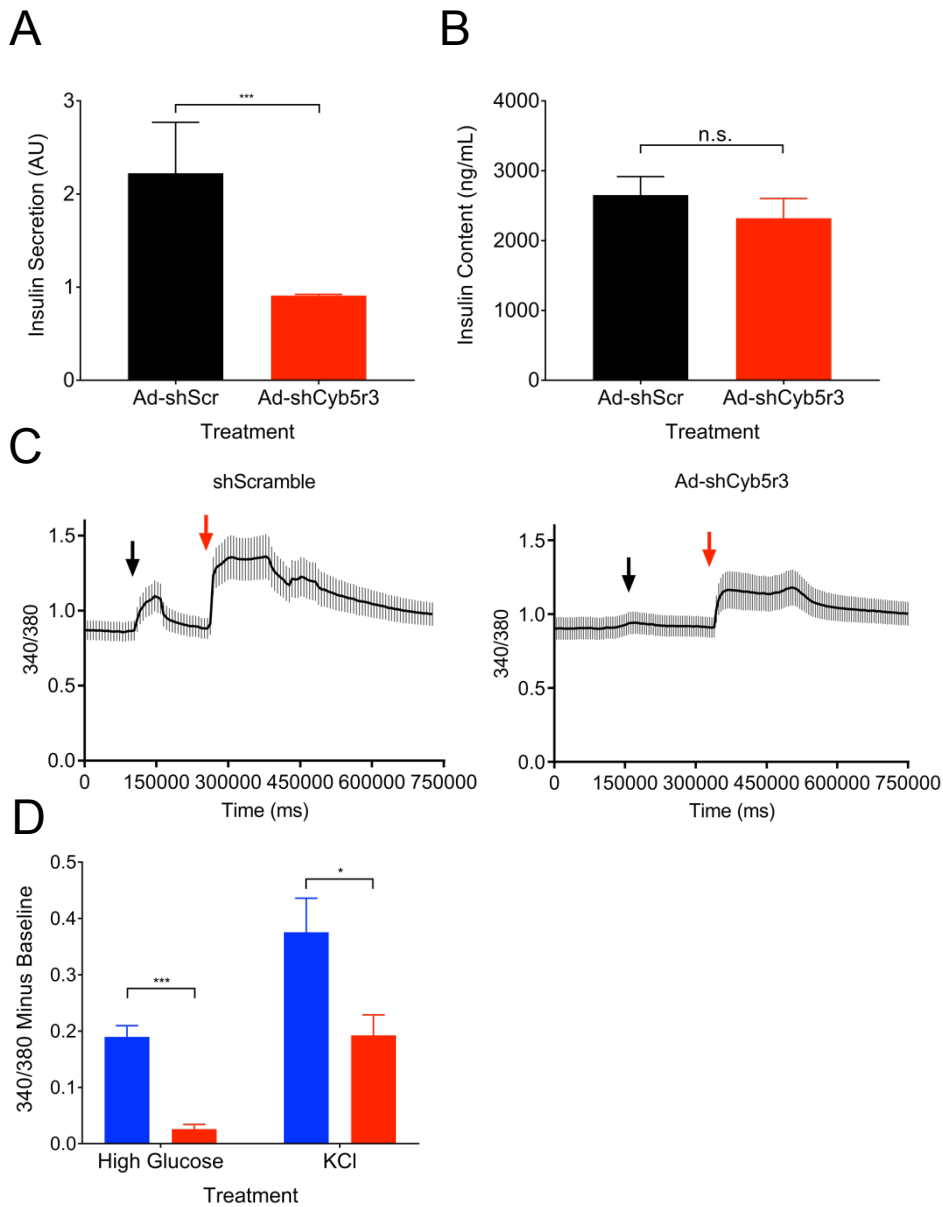 A
3
2
1
0
Insulin Secretion (AU)
***
Ad-shScr
Ad-shCyb5r3
Treatment
B
4000
3000
2000
1000
0
Insulin Content (ng/mL)
n.s.
Ad-shScr
Ad-shCyb5r3
Treatment
C
shScramble
1.5
1.0
0.5
0.0
340/380
0
150000
300000
450000
600000
750000
Time (ms)
Ad-shCyb5r3
1.5
1.0
0.5
0.0
340/380
0
150000
300000
450000
600000
750000
Time (ms)
D
0.5
0.4
0.3
0.2
0.1
0.0
340/380 Minus Baseline
***
*
High Glucose
KCl
Treatment